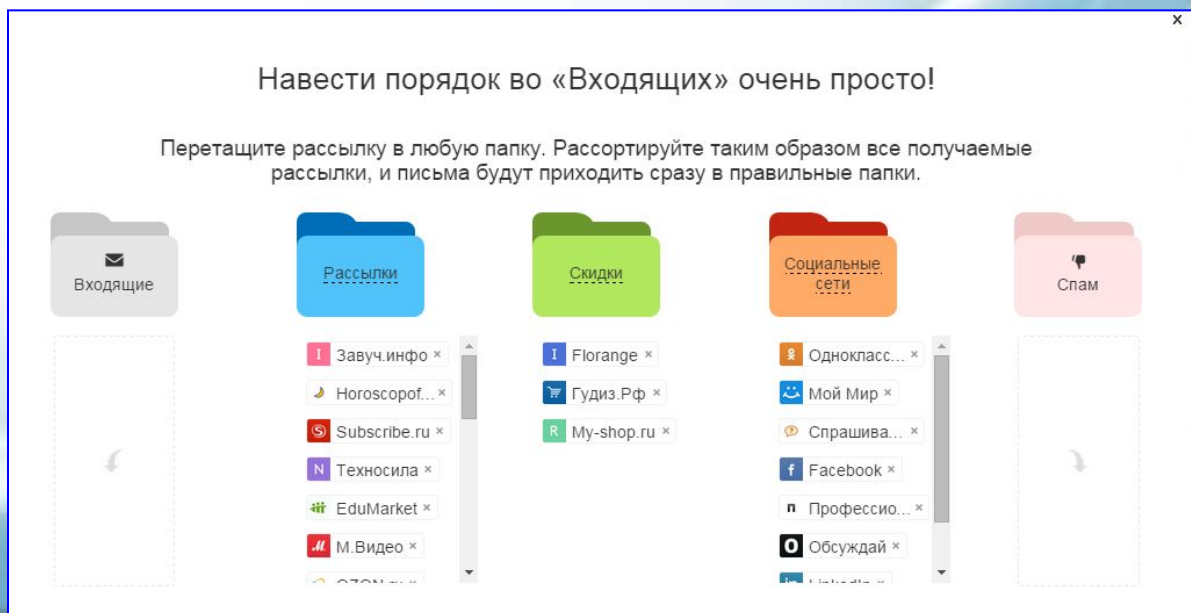 x
Навести порядок во «Входящих» очень просто!
Перетащите рассылку в любую папку. Рассортируйте таким образом все получаемые
рассылки, и письма будут приходить сразу в правильные папки.
Входящие
Рассылки
Скидки
Социальные
сети
Спам
I Завуч.инфо ×
Horoscopof... ×
S Subscribe.ru ×
N Техносила ×
EduMarket ×
М М.Видео ×
I Florange ×
Гудиз.Рф ×
R My-shop.ru ×
Однокласс... ×
Мой Мир ×
Спрашива... ×
f Facebook ×
п Профессио... ×
О Обсуждай ×